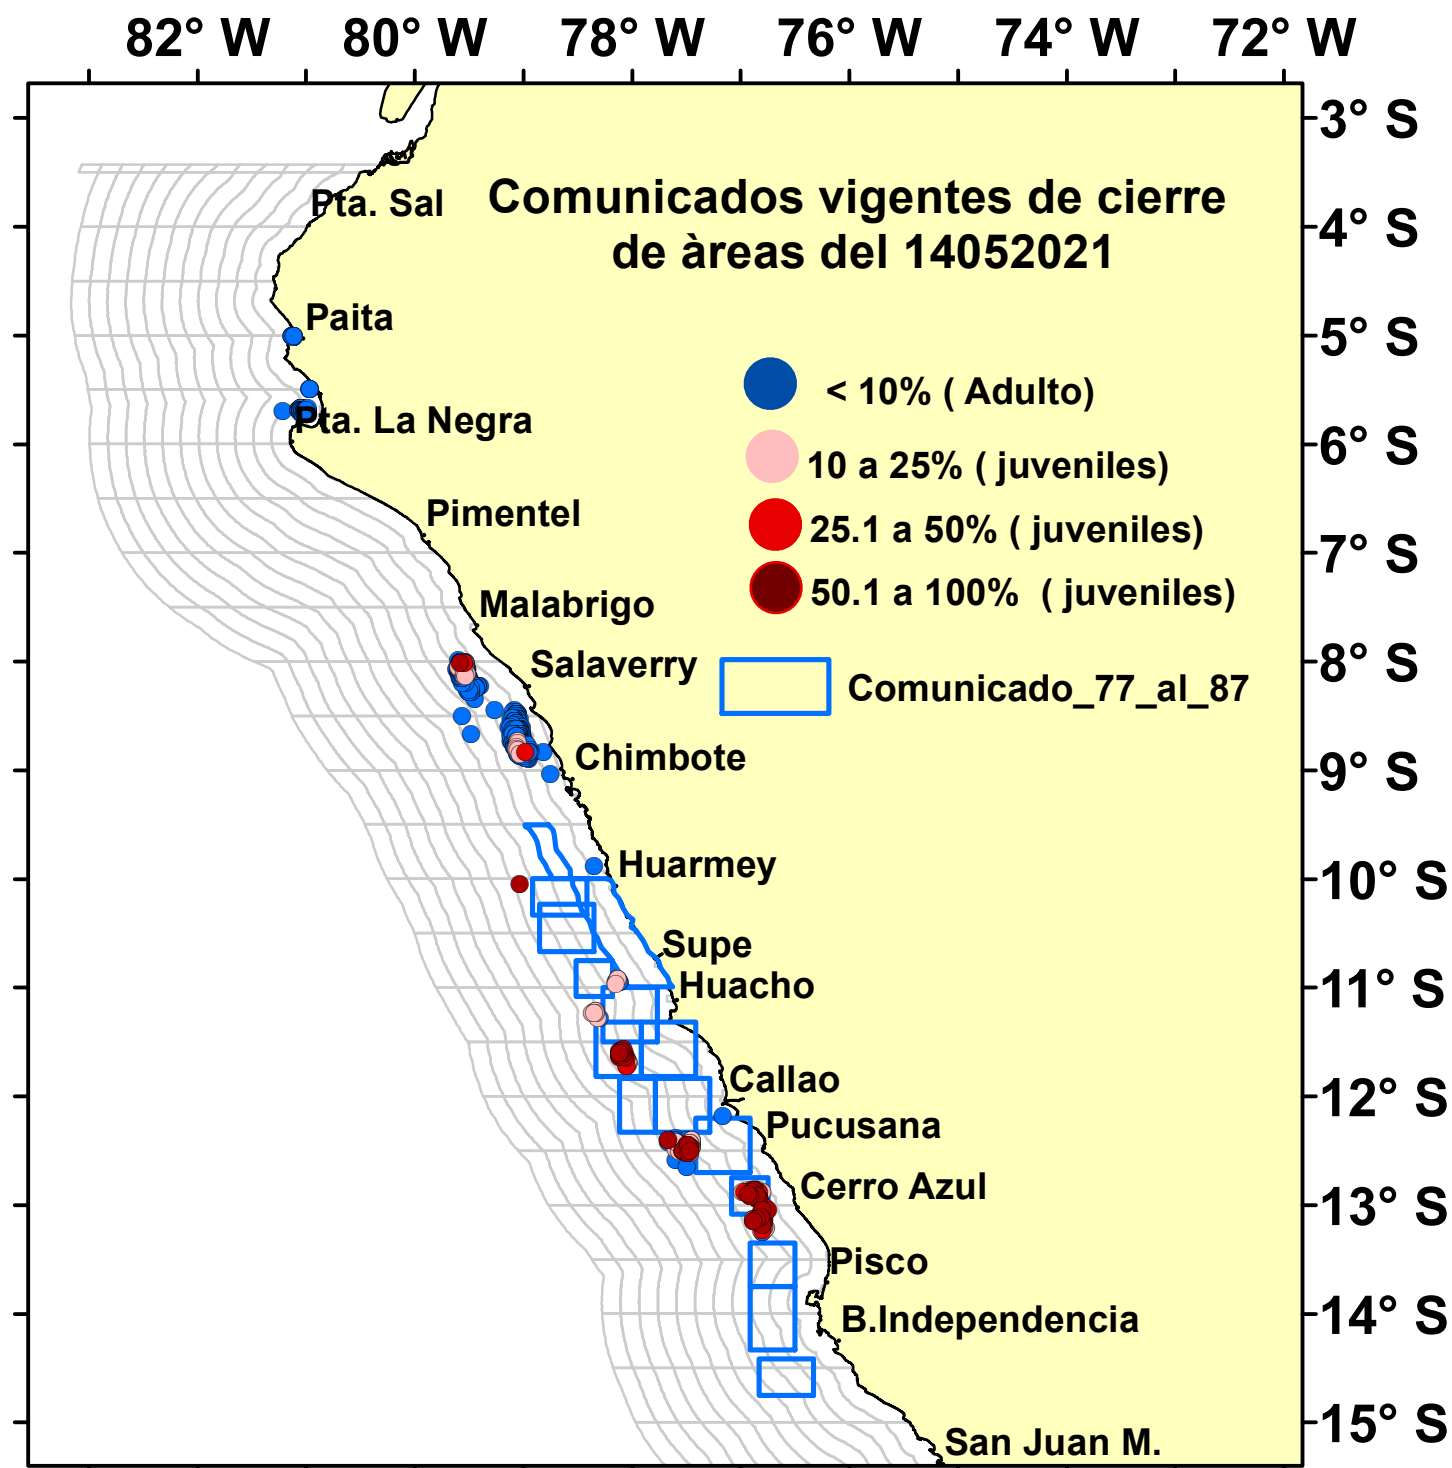 82° W 80° W 78° W 76° W 74° W 72° W
3° S
Pta. Sal
Comunicados vigentes de cierre
de àreas del 14052021
4° S
Paita
5° S
< 10% ( Adulto)
Pta. La Negra
6° S
10 a 25% ( juveniles)
Pimentel
25.1 a 50% ( juveniles)
7° S
Malabrigo
50.1 a 100% ( juveniles)
Salaverry
8° S
Comunicado_77_al_87
Chimbote
9° S
Huarmey
10° S
Supe
Huacho
11° S
Callao
12° S
Pucusana
Cerro Azul
13° S
Pisco
B.Independencia
14° S
San Juan M.
15° S